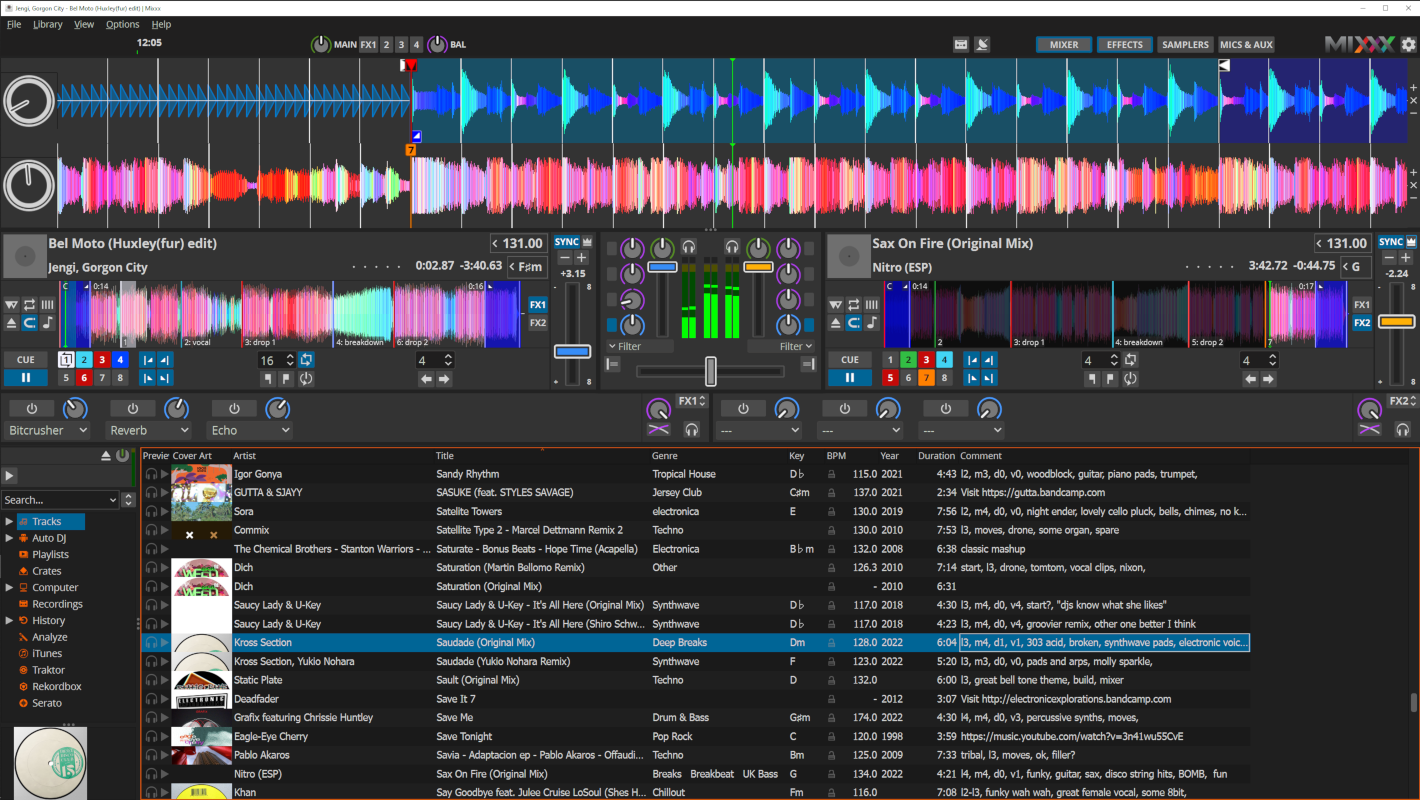 Jengi, Gorgon City - Bel Moto (Huxley(fur) edit) | Mixxx
File Library View Options Help
12:05 MAIN FX1 2 3 4 BAL MIXER EFFECTS SAMPLERS MICS & AUX MIXXX
7
Bel Moto (Huxley(fur) edit) 131.00 SYNC Sax On Fire (Original Mix) 131.00 SYNC
Jengi, Gorgon City 0:02.87 -3:40.63 F♯m +3.15 Nitro (ESP) 3:42.72 -0:44.75 G -2.24
C 0:14 0:16 FX1 8 C 0:14 0:17 FX1 8
1 2: vocal 3: drop 1 4: breakdown 6: drop 2 FX2 Filter Filter 2 3: drop 1 4: breakdown 5: drop 2 7 FX2
CUE 1 2 3 4 16 4 CUE 1 2 3 4 4 4
5 6 7 8 8 5 6 7 8 8
FX1 FX2
Bitcrusher Reverb Echo --- --- ---
Preview Cover Art Artist Title Genre Key BPM Year Duration Comment
Igor Gonya Sandy Rhythm Tropical House D♭ 115.0 2021 4:43 l2, m3, d0, v0, woodblock, guitar, piano pads, trumpet,
GUTTA & SJAYY SASUKE (feat. STYLES SAVAGE) Jersey Club C♯m 137.0 2021 2:34 Visit https://gutta.bandcamp.com
Search... Sora Satelite Towers electronica E 130.0 2019 7:56 l2, m4, d0, v0, night ender, lovely cello pluck, bells, chimes, no k...
Tracks Commix Satellite Type 2 - Marcel Dettmann Remix 2 Techno 130.0 2010 7:53 l3, moves, drone, some organ, spare
Auto DJ The Chemical Brothers - Stanton Warriors - ... Saturate - Bonus Beats - Hope Time (Acapella) Electronica B♭m 132.0 2008 6:38 classic mashup
Playlists Dich Saturation (Martin Bellomo Remix) Other 126.3 2010 7:14 start, l3, drone, tomtom, vocal clips, nixon,
Crates
Computer Dich Saturation (Original Mix) - 2010 6:31
Recordings Saucy Lady & U-Key Saucy Lady & U-Key - It's All Here (Original Mix) Synthwave D♭ 117.0 2018 4:30 l3, m4, d0, v4, start?, "djs know what she likes"
History Saucy Lady & U-Key Saucy Lady & U-Key - It's All Here (Shiro Schw... Synthwave D♭ 117.0 2018 4:23 l3, m4, d0, v4, groovier remix, other one better I think
Analyze Kross Section Saudade (Original Mix) Deep Breaks Dm 128.0 2022 6:04 l3, m4, d1, v1, 303 acid, broken, synthwave pads, electronic voic...
iTunes Kross Section, Yukio Nohara Saudade (Yukio Nohara Remix) Synthwave F 123.0 2022 5:20 l3, m3, d0, v0, pads and arps, molly sparkle,
Traktor Static Plate Sault (Original Mix) Techno D 132.0 6:00 l3, great bell tone theme, build, mixer
Rekordbox Deadfader Save It 7 - 2012 3:07 Visit http://electronicexplorations.bandcamp.com
Serato
Grafix featuring Chrissie Huntley Save Me Drum & Bass G♯m 174.0 2022 4:30 l4, m4, d0, v3, percussive synths, moves,
Eagle-Eye Cherry Save Tonight Pop Rock C 120.0 1998 3:59 https://music.youtube.com/watch?v=3n41wu55CvE
Pablo Akaros Savia - Adaptacion ep - Pablo Akaros - Offaudi... Techno Bm 125.0 2009 7:33 tribal, l3, moves, ok, filler?
Nitro (ESP) Sax On Fire (Original Mix) Breaks Breakbeat UK Bass G 134.0 2022 4:21 l4, m4, d0, v1, funky, guitar, sax, disco string hits, BOMB, fun
Khan Say Goodbye feat. Julee Cruise LoSoul (Shes H... Chillout Fm 116.0 7:08 l2-l3, funky wah wah, great female vocal, some 8bit,